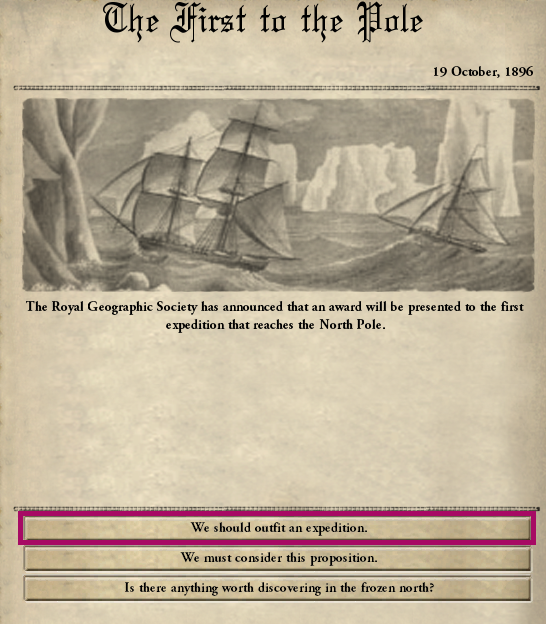 The First to the Pole
19 October, 1896
The Royal Geographic Society has announced that an award will be presented to the first
expedition that reaches the North Pole.
We should outfit an expedition.
We must consider this proposition.
Is there anything worth discovering in the frozen north?